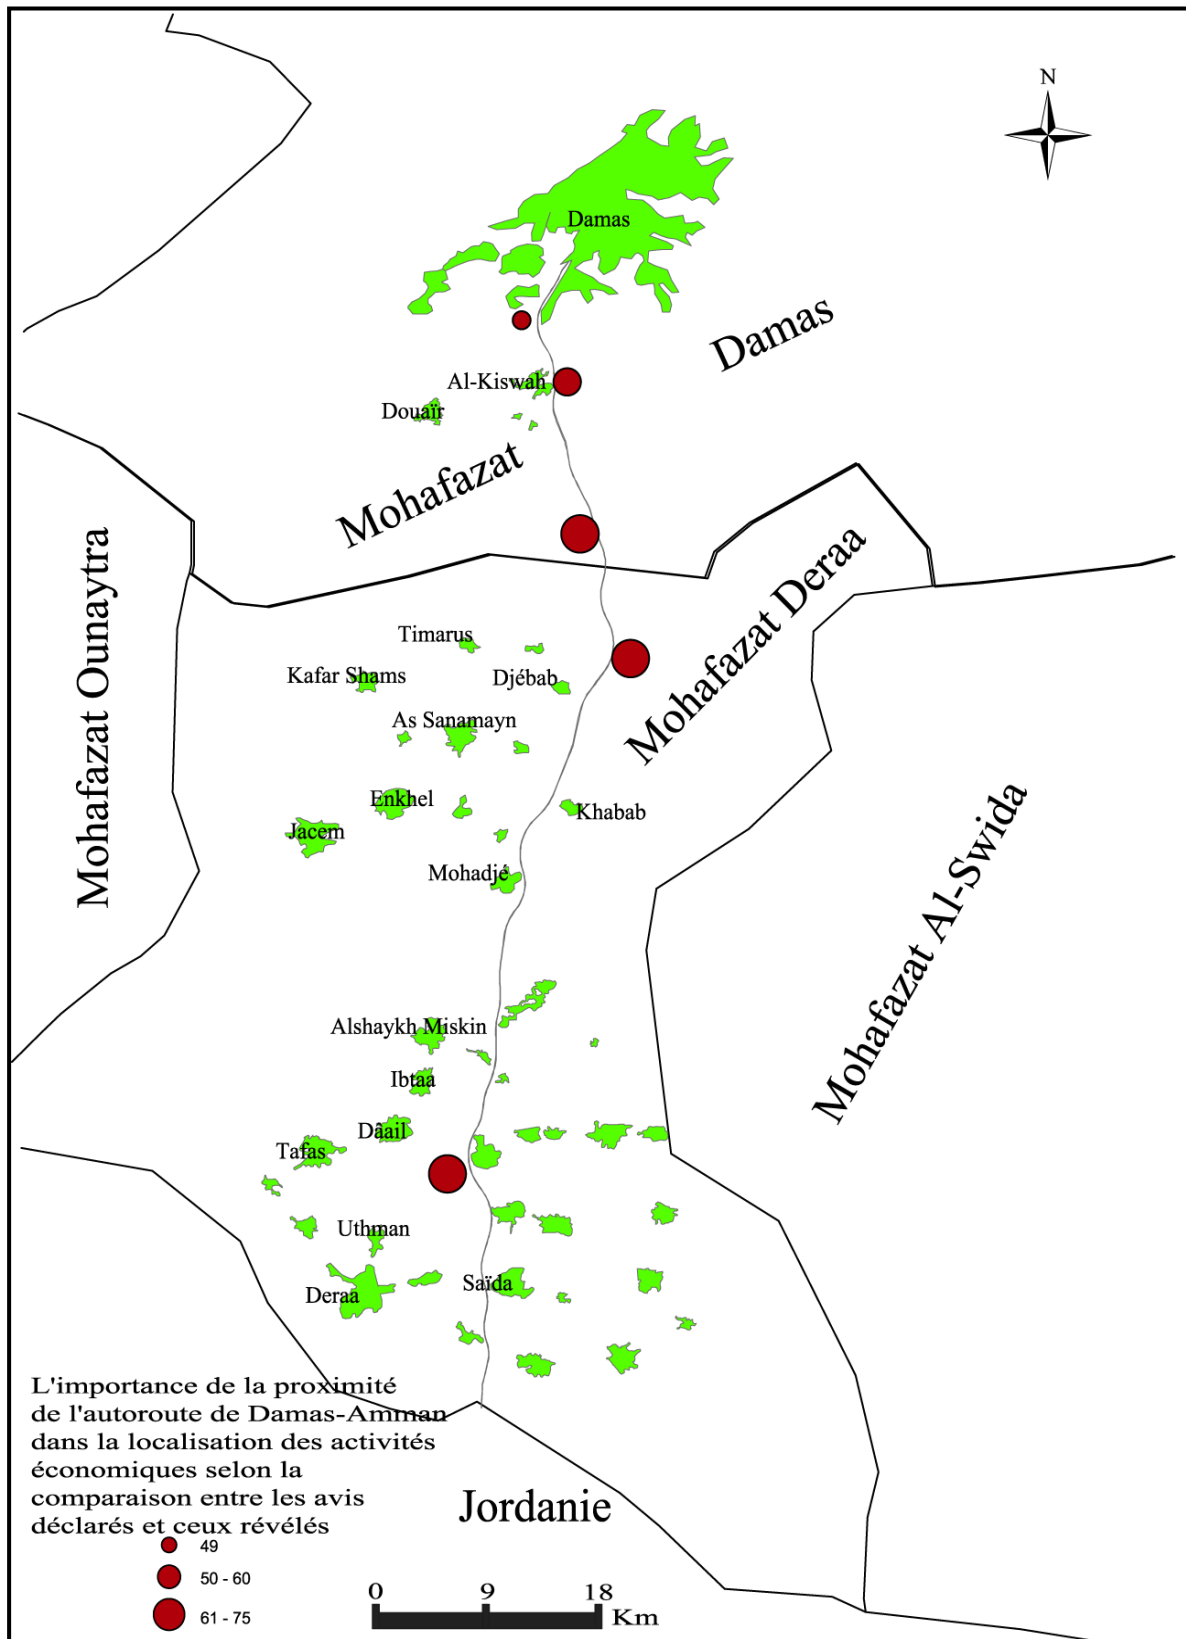 N
Damas
Damas
Al-Kiswah
Douaïr
Mohafazat
Mohafazat Ounaytra
Mohafazat Deraa
Timarus
Kafar Shams
Djébab
As Sanamayn
Enkhel
Khabab
Jacem
Mohadjé
Mohafazat Al-Swida
Alshaykh Miskin
Ibtaa
Dâail
Tafas
Uthman
Saïda
Deraa
L'importance de la proximité
de l'autoroute de Damas-Amman
dans la localisation des activités
économiques selon la
comparaison entre les avis
déclarés et ceux révélés
49
50 - 60
61 - 75
Jordanie
0 9 18
Km